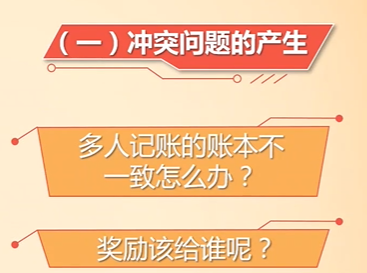 （一）冲突问题的产生
多人记账的账本不
一致怎么办？
奖励该给谁呢？